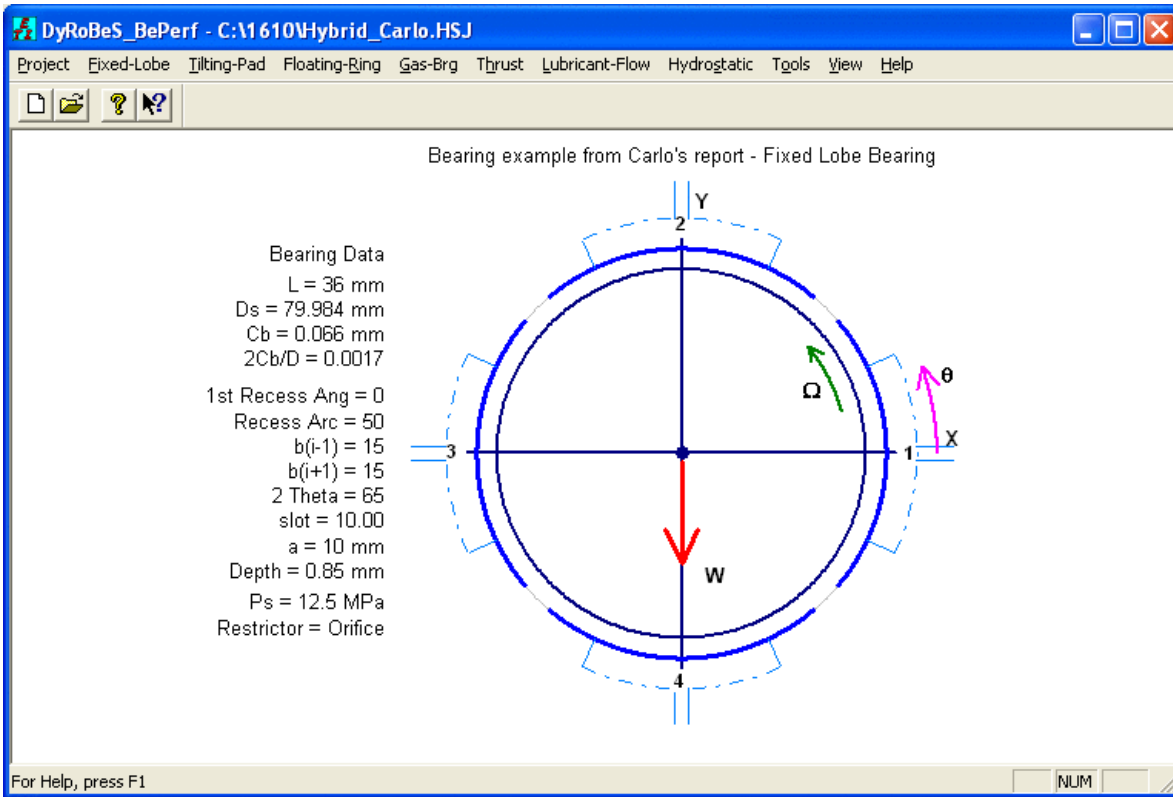 DyRoBeS_BePerf - C:\1610\Hybrid_Carlo.HSJ
Project Fixed-Lobe Tilting-Pad Floating-Ring Gas-Brg Thrust Lubricant-Flow Hydrostatic Tools View Help
Bearing example from Carlo's report - Fixed Lobe Bearing
Y
2
Bearing Data
L = 36 mm
Ds = 79.984 mm
Cb = 0.066 mm
2Cb/D = 0.0017
1st Recess Ang = 0
Recess Arc = 50
b(i-1) = 15
b(i+1) = 15
2 Theta = 65
slot = 10.00
a = 10 mm
Depth = 0.85 mm
Ps = 12.5 MPa
Restrictor = Orifice
Ω
θ
X
3
1
W
4
For Help, press F1
NUM